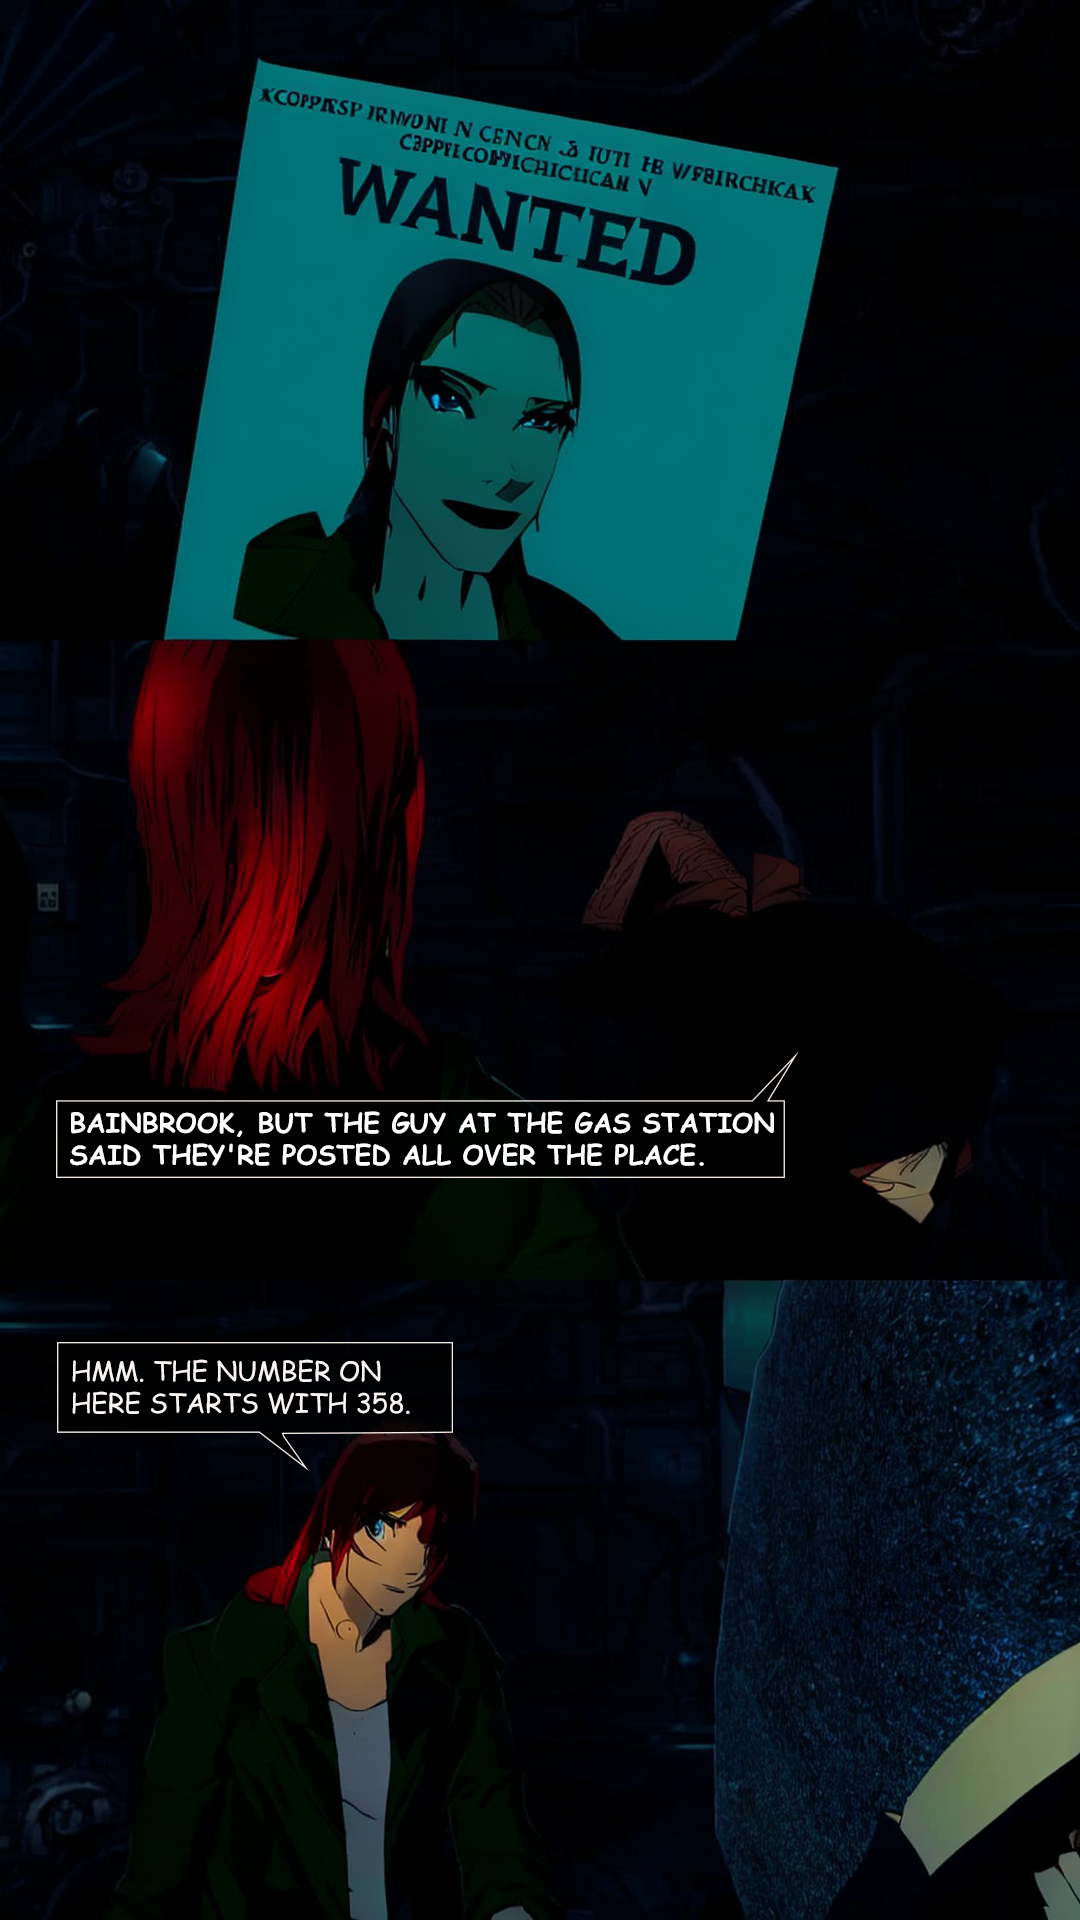 WANTED
BAINBROOK, BUT THE GUY AT THE GAS STATION
SAID THEY'RE POSTED ALL OVER THE PLACE.
HMM. THE NUMBER ON
HERE STARTS WITH 358.